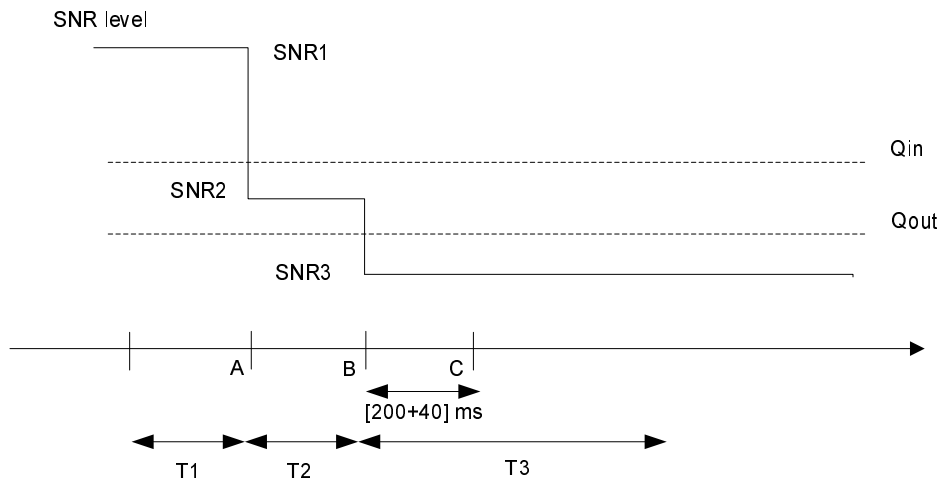 SNR level
SNR1
Qin
SNR2
Qout
SNR3
A
B
C
[200+40] ms
T1
T2
T3